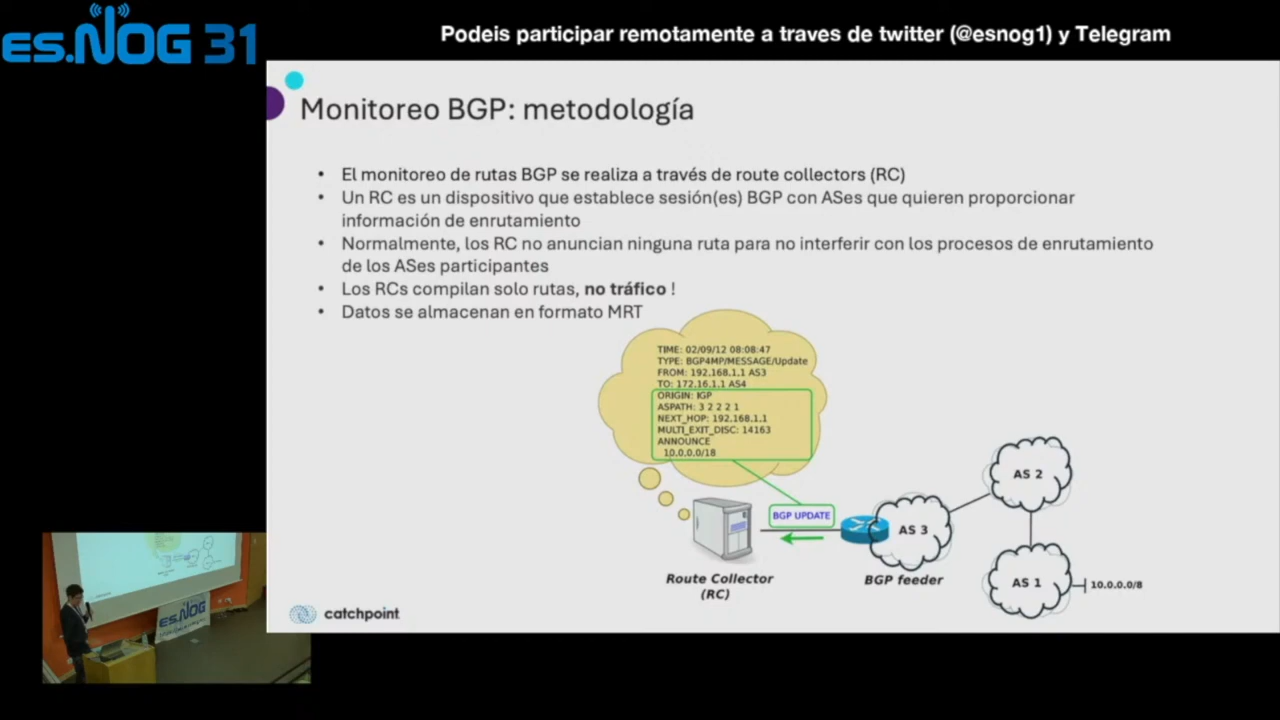 es.NOG 31
Podeis participar remotamente a traves de twitter (@esnog1) y Telegram
Monitoreo BGP: metodología
• El monitoreo de rutas BGP se realiza a través de route collectors (RC)
• Un RC es un dispositivo que establece sesión(es) BGP con ASes que quieren proporcionar
información de enrutamiento
• Normalmente, los RC no anuncian ninguna ruta para no interferir con los procesos de enrutamiento
de los ASes participantes
• Los RCs compilan solo rutas, no tráfico !
• Datos se almacenan en formato MRT
TIME: 02/09/12 08:08:47
TYPE: BGP4MP/MESSAGE/Update
FROM: 192.168.1.1 AS3
TO: 172.16.1.1 AS4
ORIGIN: IGP
ASPATH: 3 2 2 2 1
NEXT_HOP: 192.168.1.1
MULTI_EXIT_DISC: 14163
ANNOUNCE
10.0.0.0/18
BGP UPDATE
AS 3
AS 2
AS 1
10.0.0.0/8
Route Collector
(RC)
BGP feeder
catchpoint
es.NOG